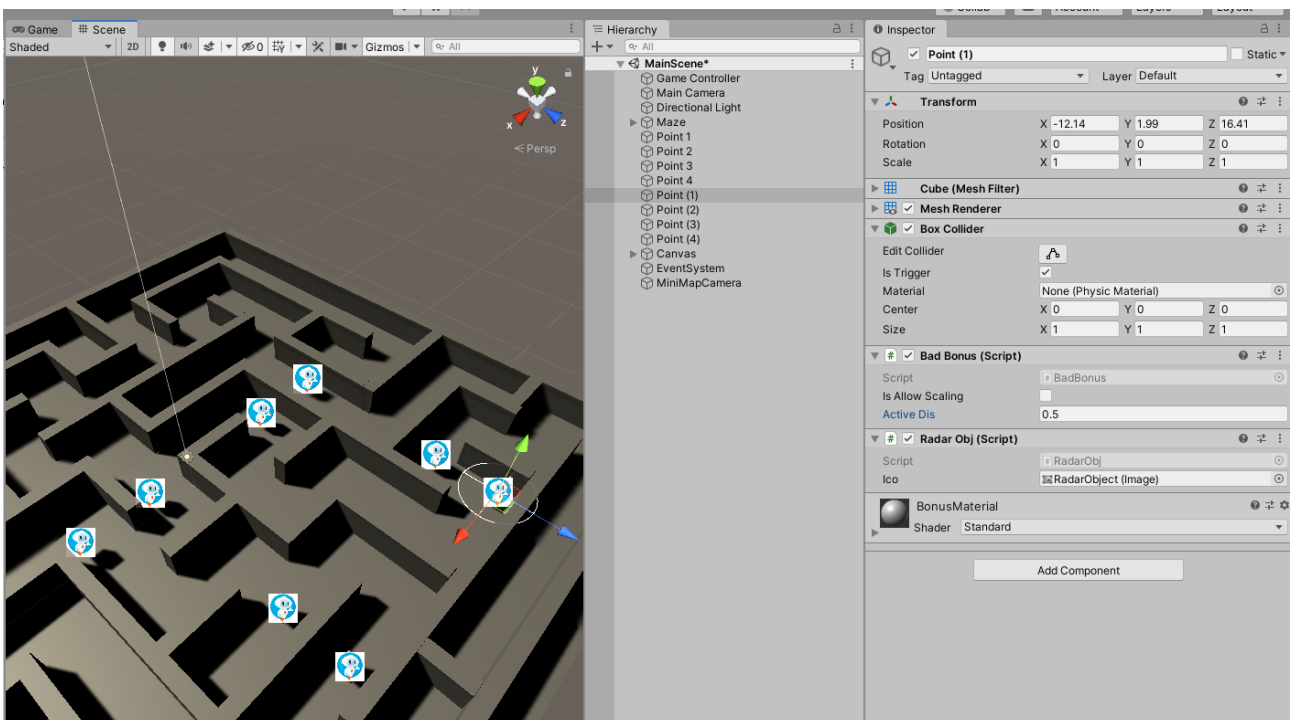 Collab Account Layers Layout
Game Scene
Shaded 2D 0 Gizmos All
Persp
y
x z
Hierarchy
All
MainScene*
Game Controller
Main Camera
Directional Light
Maze
Point 1
Point 2
Point 3
Point 4
Point (1)
Point (2)
Point (3)
Point (4)
Canvas
EventSystem
MiniMapCamera
Inspector
Point (1) Static
Tag Untagged Layer Default
Transform
Position X -12.14 Y 1.99 Z 16.41
Rotation X 0 Y 0 Z 0
Scale X 1 Y 1 Z 1
Cube (Mesh Filter)
Mesh Renderer
Box Collider
Edit Collider
Is Trigger
Material None (Physic Material)
Center X 0 Y 0 Z 0
Size X 1 Y 1 Z 1
# Bad Bonus (Script)
Script BadBonus
Is Allow Scaling
Active Dis 0.5
# Radar Obj (Script)
Script RadarObj
Ico RadarObject (Image)
BonusMaterial
Shader Standard
Add Component